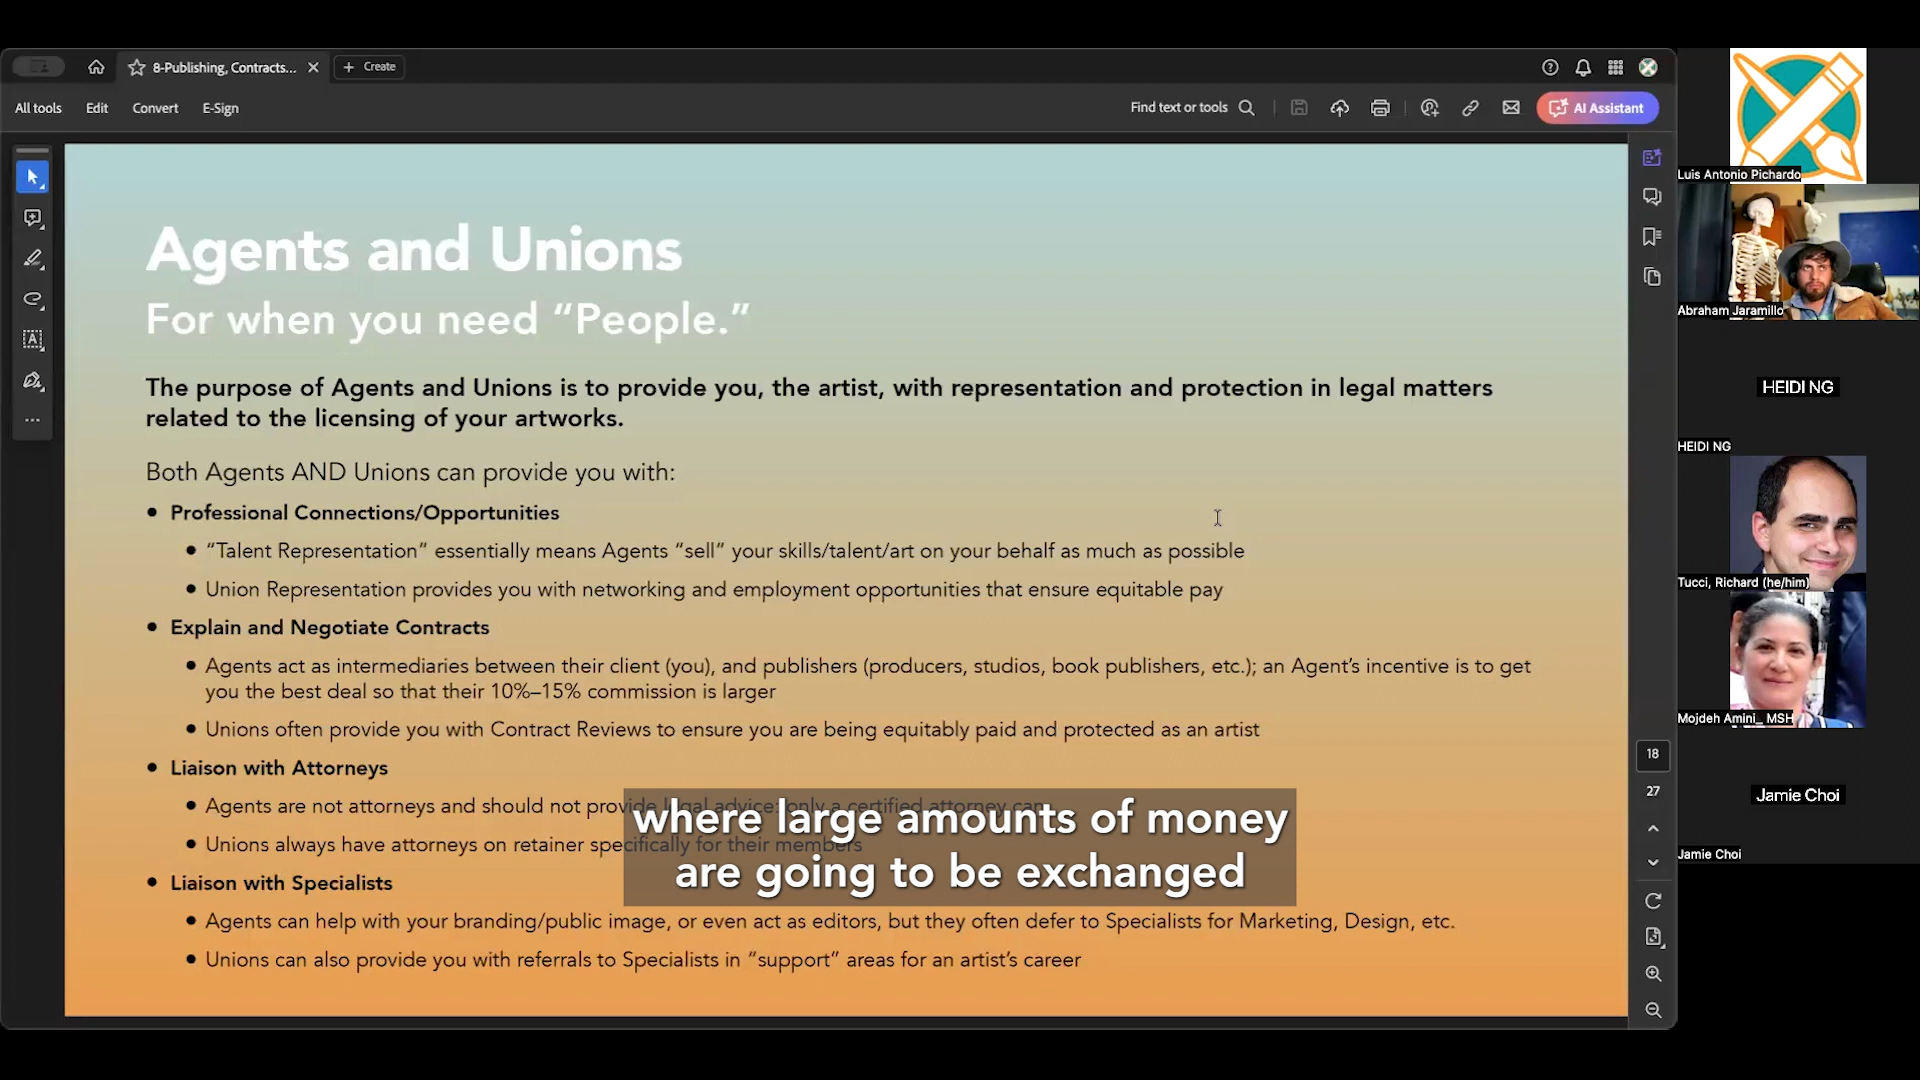 8-Publishing, Contracts...
Create
All tools
Edit
Convert
E-Sign
Find text or tools
AI Assistant
Agents and Unions
For when you need “People.”
The purpose of Agents and Unions is to provide you, the artist, with representation and protection in legal matters
related to the licensing of your artworks.
Both Agents AND Unions can provide you with:
• Professional Connections/Opportunities
• “Talent Representation” essentially means Agents “sell” your skills/talent/art on your behalf as much as possible
• Union Representation provides you with networking and employment opportunities that ensure equitable pay
• Explain and Negotiate Contracts
• Agents act as intermediaries between their client (you), and publishers (producers, studios, book publishers, etc.); an Agent’s incentive is to get
you the best deal so that their 10%–15% commission is larger
• Unions often provide you with Contract Reviews to ensure you are being equitably paid and protected as an artist
• Liaison with Attorneys
• Agents are not attorneys and should not provide legal advice; only a certified attorney can
• Unions always have attorneys on retainer specifically for their members
• Liaison with Specialists
• Agents can help with your branding/public image, or even act as editors, but they often defer to Specialists for Marketing, Design, etc.
• Unions can also provide you with referrals to Specialists in “support” areas for an artist’s career
where large amounts of money
are going to be exchanged
18
27
Luis Antonio Pichardo
Abraham Jaramillo
HEIDI NG
HEIDI NG
Tucci, Richard (he/him)
Mojdeh Amini_ MSH
Jamie Choi
Jamie Choi